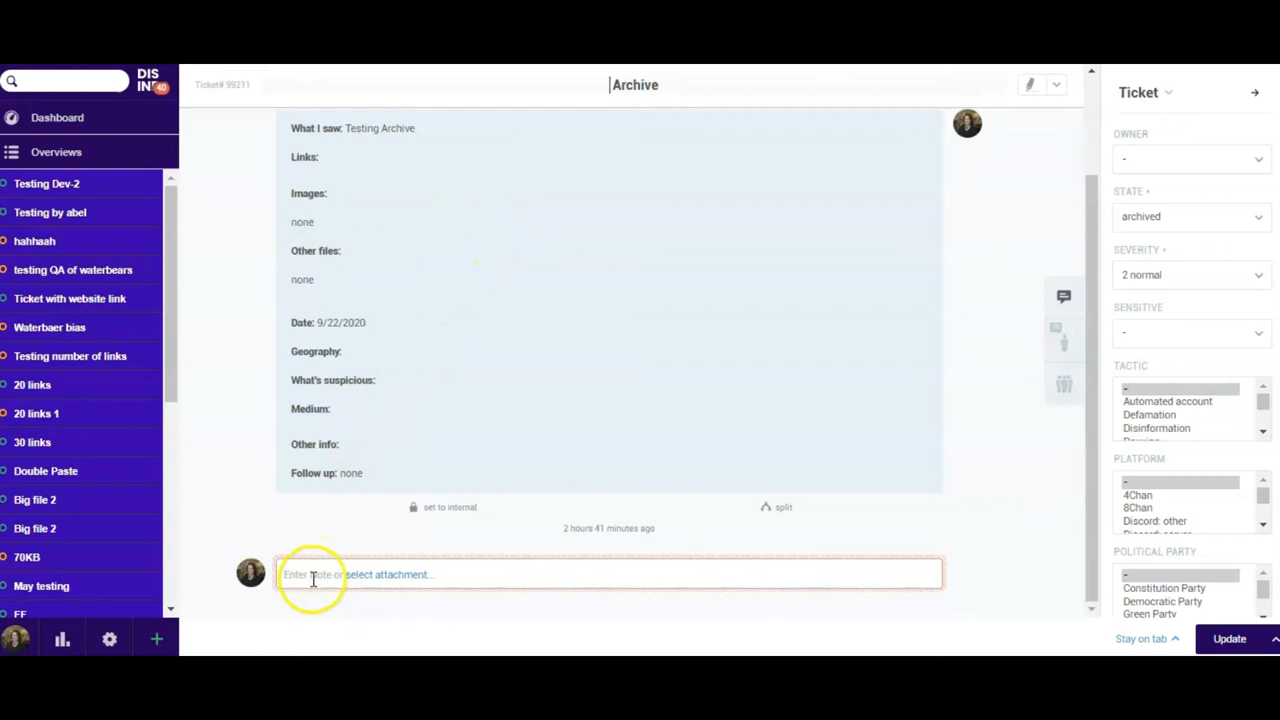 DIS
INF
40
Dashboard
Overviews
Testing Dev-2
Testing by abel
hahhaah
testing QA of waterbears
Ticket with website link
Waterbaer bias
Testing number of links
20 links
20 links 1
30 links
Double Paste
Big file 2
Big file 2
70KB
May testing
FF
Ticket# 99211
Archive
What I saw: Testing Archive
Links:
Images:
none
Other files:
none
Date: 9/22/2020
Geography:
What's suspicious:
Medium:
Other info:
Follow up: none
set to internal
split
2 hours 41 minutes ago
Enter Note or select attachment...
Ticket
OWNER
-
STATE *
archived
SEVERITY *
2 normal
SENSITIVE
-
TACTIC
-
Automated account
Defamation
Disinformation
PLATFORM
-
4Chan
8Chan
Discord: other
Discord: server
POLITICAL PARTY
-
Constitution Party
Democratic Party
Green Party
Stay on tab
Update